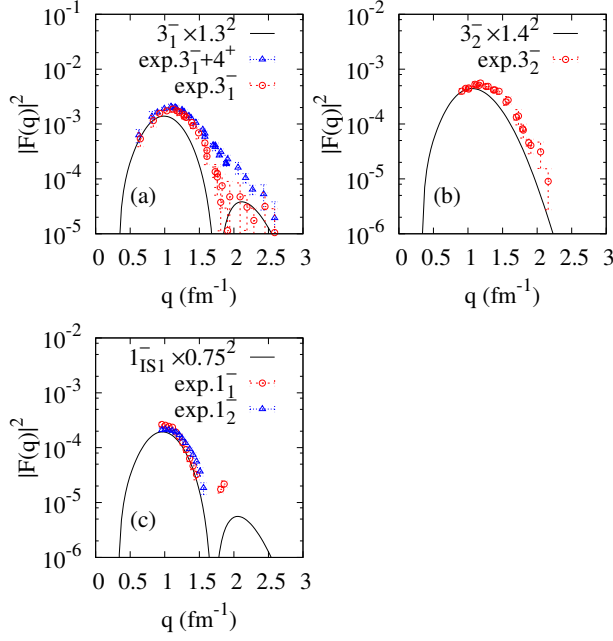 10^-1
10^-2
10^-3
10^-4
10^-5
|F(q)|^2
3_1^- ×1.3^2
exp.3_1^-+4^+
exp.3_1^-
(a)
0 0.5 1 1.5 2 2.5 3
q (fm^-1)
10^-1
10^-2
10^-3
10^-4
10^-5
|F(q)|^2
3_2^- ×1.4^2
exp.3_2^-
(b)
0 0.5 1 1.5 2 2.5 3
q (fm^-1)
10^-2
10^-3
10^-4
10^-5
10^-6
|F(q)|^2
1_IS1^- ×0.75^2
exp.1_1^-
exp.1_2^-
(c)
0 0.5 1 1.5 2 2.5 3
q (fm^-1)